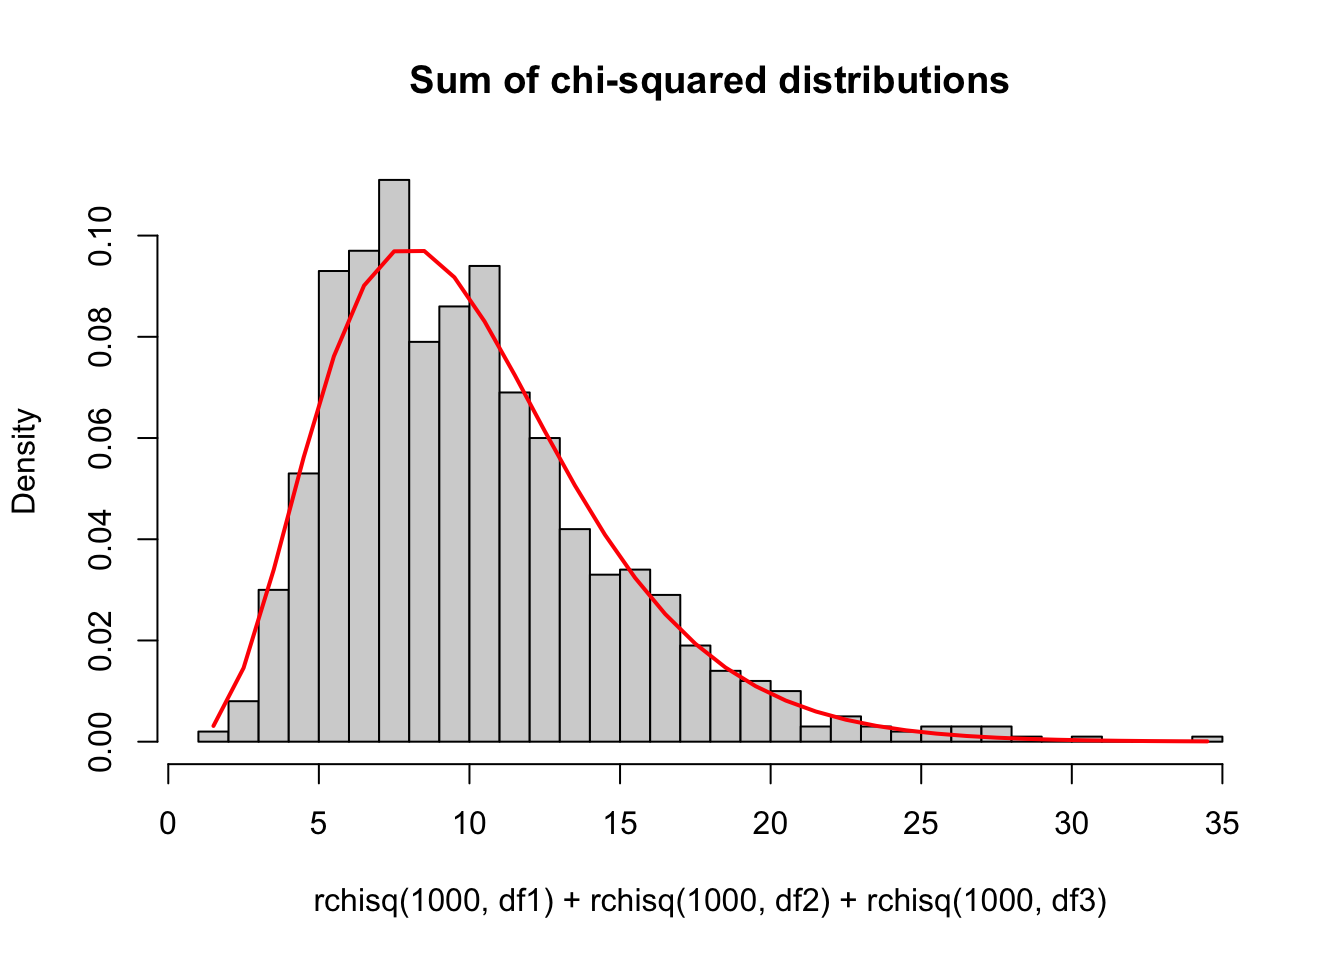 Sum of chi-squared distributions
Density
0.10
0.08
0.06
0.04
0.02
0.00
0 5 10 15 20 25 30 35
rchisq(1000, df1) + rchisq(1000, df2) + rchisq(1000, df3)